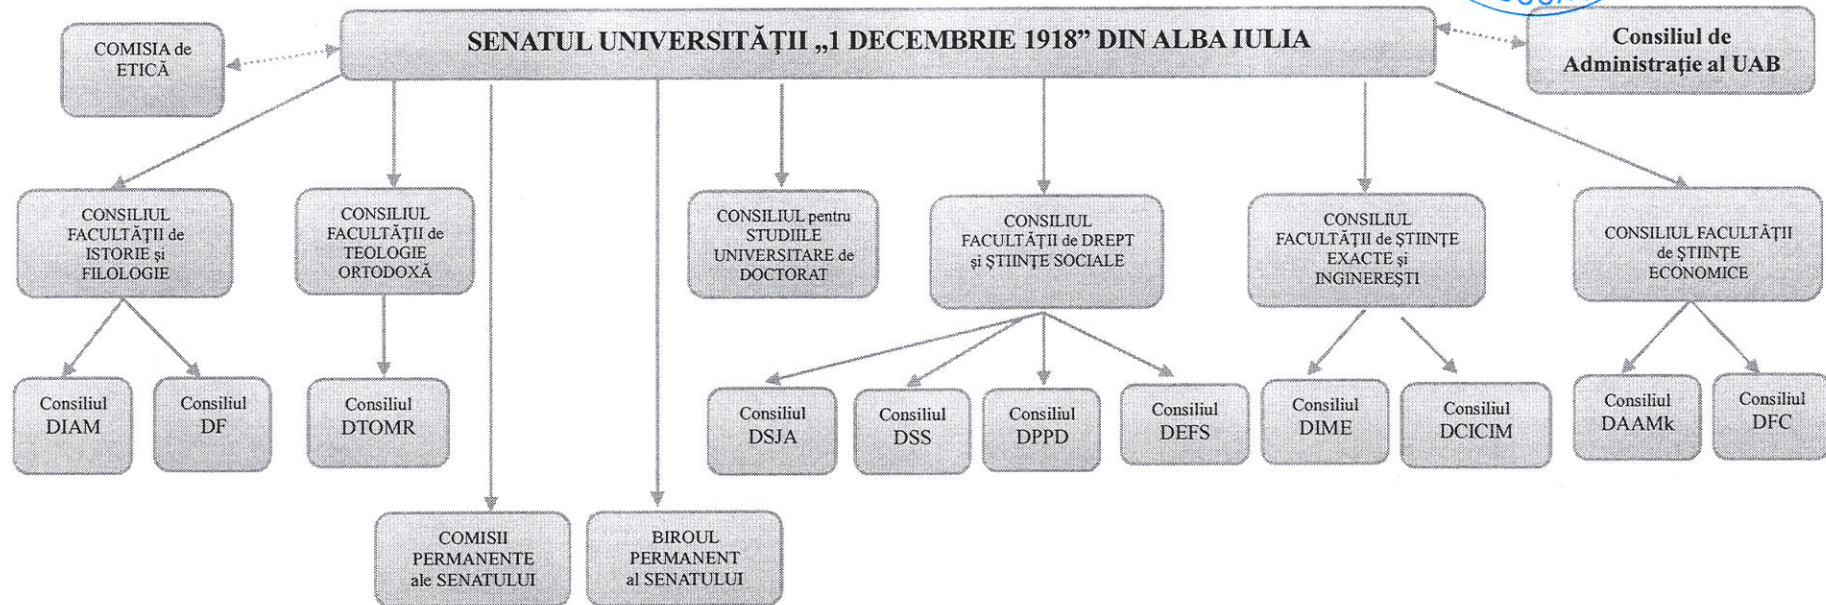 COMISIA de
ETICĂ
SENATUL UNIVERSITĂȚII „1 DECEMBRIE 1918” DIN ALBA IULIA
Consiliul de
Administrație al UAB
CONSILIUL
FACULTĂȚII de
ISTORIE și
FILOLOGIE
CONSILIUL
FACULTĂȚII de
TEOLOGIE
ORTODOXĂ
CONSILIUL pentru
STUDIILE
UNIVERSITARE de
DOCTORAT
CONSILIUL
FACULTĂȚII de DREPT
și ȘTIINȚE SOCIALE
CONSILIUL
FACULTĂȚII de ȘTIINȚE
EXACTE și
INGINEREȘTI
CONSILIUL FACULTĂȚII
de ȘTIINȚE
ECONOMICE
Consiliul
DIAM
Consiliul
DF
Consiliul
DTOMR
Consiliul
DSJA
Consiliul
DSS
Consiliul
DPPD
Consiliul
DEFS
Consiliul
DIME
Consiliul
DCICIM
Consiliul
DAAMk
Consiliul
DFC
COMISII
PERMANENTE
ale SENATULUI
BIROUL
PERMANENT
al SENATULUI